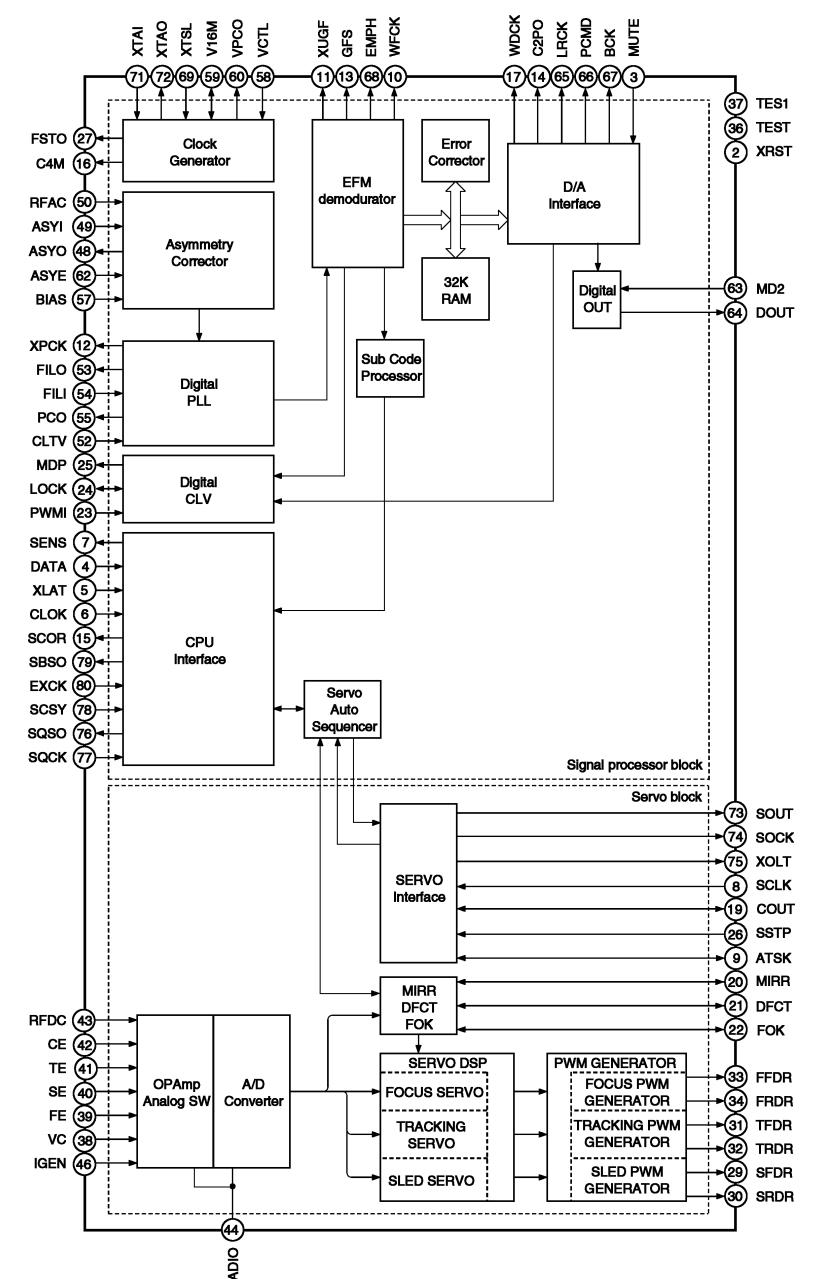 XTAI XTAO XTSL V16M VPCO VCTL XUGF GFS EMPH WFCK WDCK C2PO LRCK PCMD BCK MUTE
71 72 69 59 60 58 11 13 68 10 17 14 65 66 67 3
37 TES1
36 TEST
2 XRST
FSTO 27
C4M 16
Clock
Generator
EFM
demodurator
Error
Corrector
D/A
Interface
RFAC 50
ASYI 49
ASYO 48
ASYE 62
BIAS 57
Asymmetry
Corrector
32K
RAM
Digital
OUT
63 MD2
64 DOUT
XPCK 12
FILO 53
FILI 54
PCO 55
CLTV 52
Digital
PLL
Sub Code
Processor
MDP 25
LOCK 24
PWMI 23
Digital
CLV
SENS 7
DATA 4
XLAT 5
CLOK 6
SCOR 15
SBSO 79
EXCK 80
SCSY 78
SQSO 76
SQCK 77
CPU
Interface
Servo
Auto
Sequencer
Signal processor block
Servo block
SERVO
Interface
73 SOUT
74 SOCK
75 XOLT
8 SCLK
19 COUT
26 SSTP
9 ATSK
20 MIRR
21 DFCT
22 FOK
MIRR
DFCT
FOK
RFDC 43
CE 42
TE 41
SE 40
FE 39
VC 38
IGEN 46
OPAmp
Analog SW
A/D
Converter
SERVO DSP
FOCUS SERVO
TRACKING
SERVO
SLED SERVO
PWM GENERATOR
FOCUS PWM
GENERATOR
TRACKING PWM
GENERATOR
SLED PWM
GENERATOR
33 FFDR
34 FRDR
31 TFDR
32 TRDR
29 SFDR
30 SRDR
44
ADIO